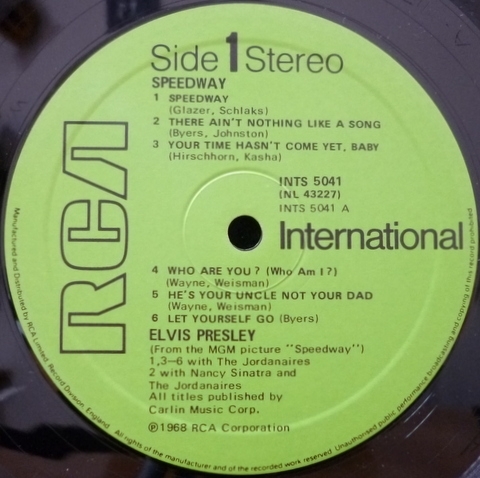 Side 1 Stereo
SPEEDWAY
1 SPEEDWAY
(Glazer, Schlaks)
2 THERE AIN'T NOTHING LIKE A SONG
(Byers, Johnston)
3 YOUR TIME HASN'T COME YET, BABY
(Hirschhorn, Kasha)
RCA
INTS 5041
(NL 43227)
INTS 5041 A
International
4 WHO ARE YOU? (Who Am I?)
(Wayne, Weisman)
5 HE'S YOUR UNCLE NOT YOUR DAD
(Wayne, Weisman)
6 LET YOURSELF GO (Byers)
ELVIS PRESLEY
(From the MGM picture "Speedway")
1,3-6 with The Jordanaires
2 with Nancy Sinatra and
The Jordanaires
All titles published by
Carlin Music Corp.
℗1968 RCA Corporation
Manufactured and Distributed by RCA Limited, Record Division, England. All rights of the manufacturer and of the recorded work reserved. Unauthorised public performance broadcasting and copying of this record prohibited